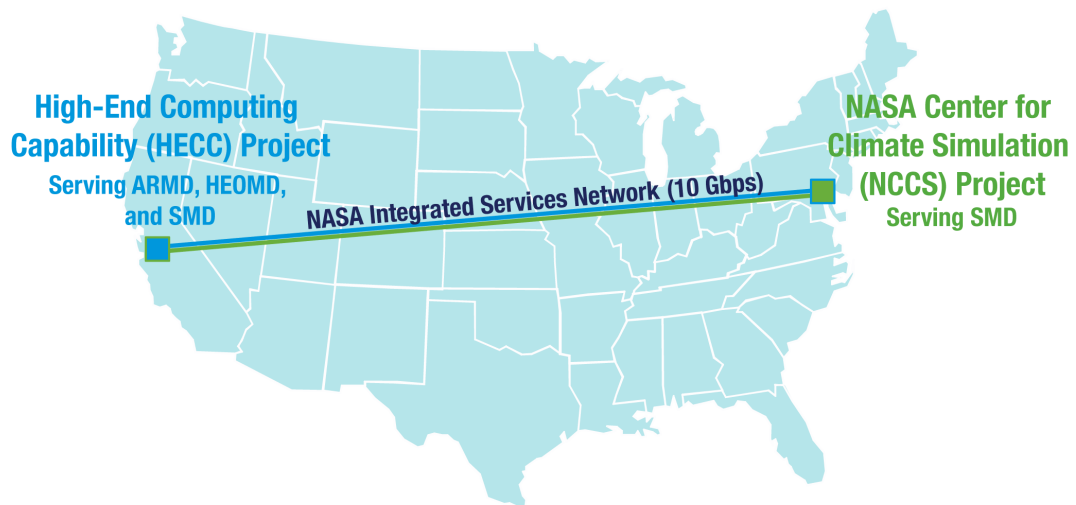 High-End Computing
Capability (HECC) Project
Serving ARMD, HEOMD,
and SMD
NASA Integrated Services Network (10 Gbps)
NASA Center for
Climate Simulation
(NCCS) Project
Serving SMD